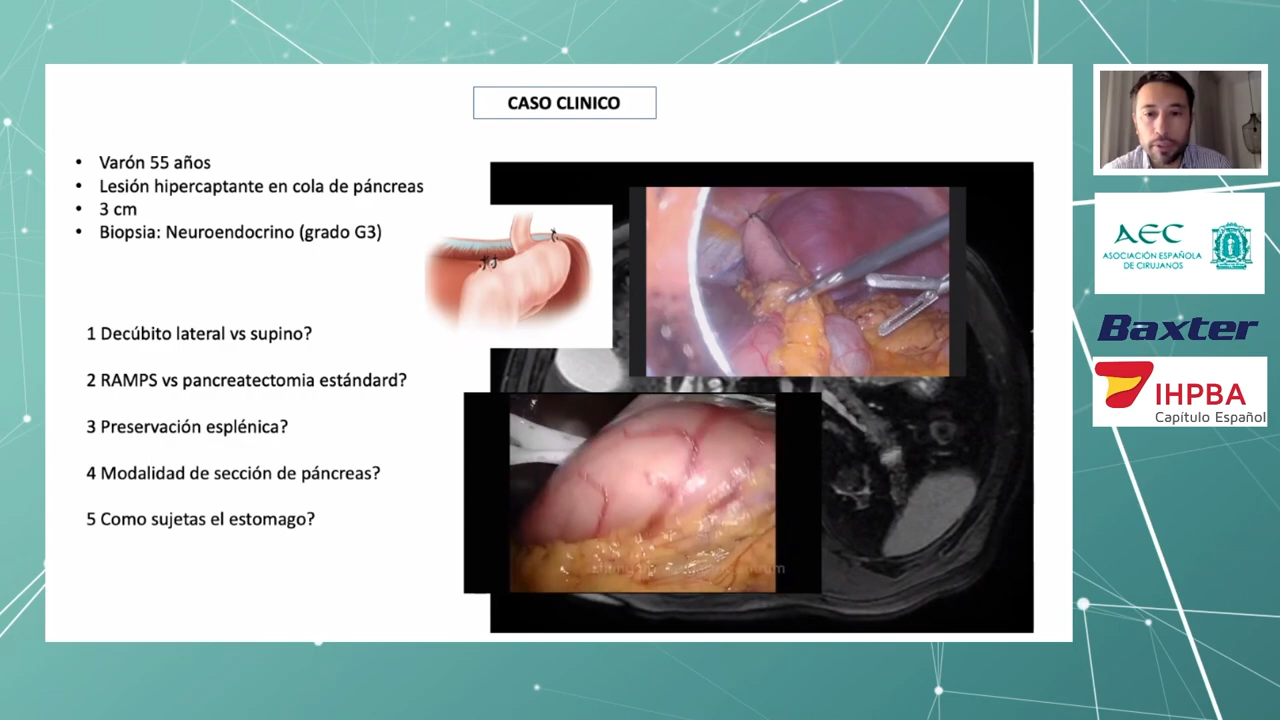 CASO CLINICO
• Varón 55 años
• Lesión hipercaptante en cola de páncreas
• 3 cm
• Biopsia: Neuroendocrino (grado G3)
1 Decúbito lateral vs supino?
2 RAMPS vs pancreatectomia estándard?
3 Preservación esplénica?
4 Modalidad de sección de páncreas?
5 Como sujetas el estomago?
AEC
ASOCIACIÓN ESPAÑOLA
DE CIRUJANOS
Baxter
IHPBA
Capítulo Español